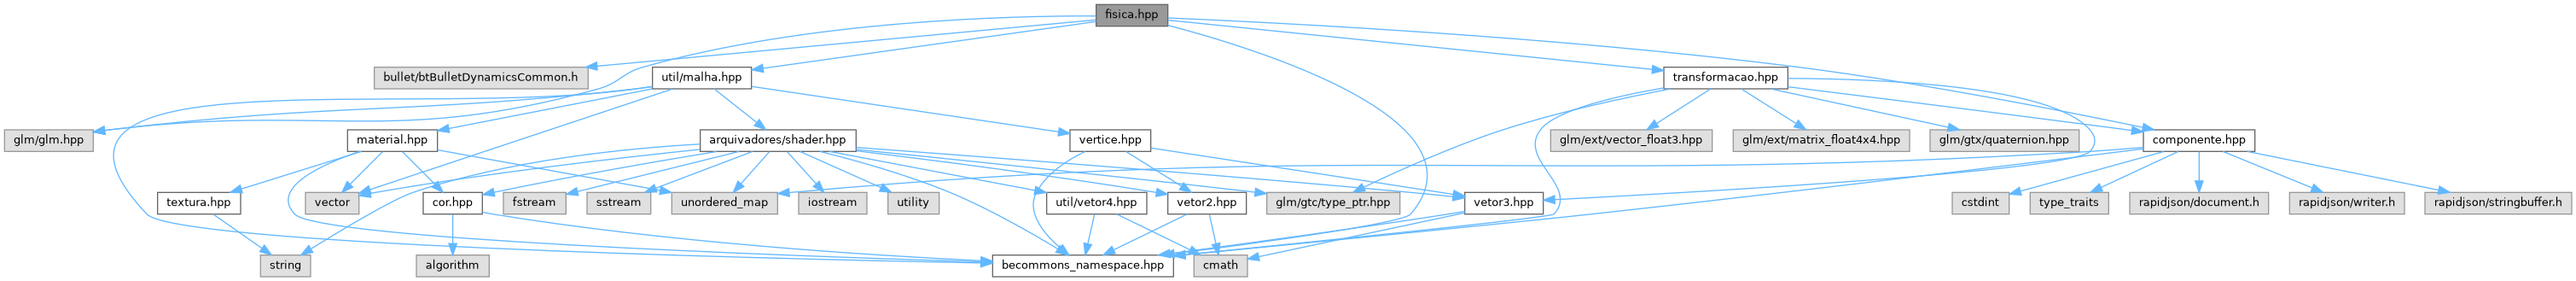 fisica.hpp
bullet/btBulletDynamicsCommon.h
util/malha.hpp
transformacao.hpp
glm/glm.hpp
material.hpp
arquivadores/shader.hpp
vertice.hpp
glm/ext/vector_float3.hpp
glm/ext/matrix_float4x4.hpp
glm/gtx/quaternion.hpp
componente.hpp
textura.hpp
vector
cor.hpp
fstream
sstream
unordered_map
iostream
utility
util/vetor4.hpp
vetor2.hpp
glm/gtc/type_ptr.hpp
vetor3.hpp
cstdint
type_traits
rapidjson/document.h
rapidjson/writer.h
rapidjson/stringbuffer.h
string
algorithm
becommons_namespace.hpp
cmath